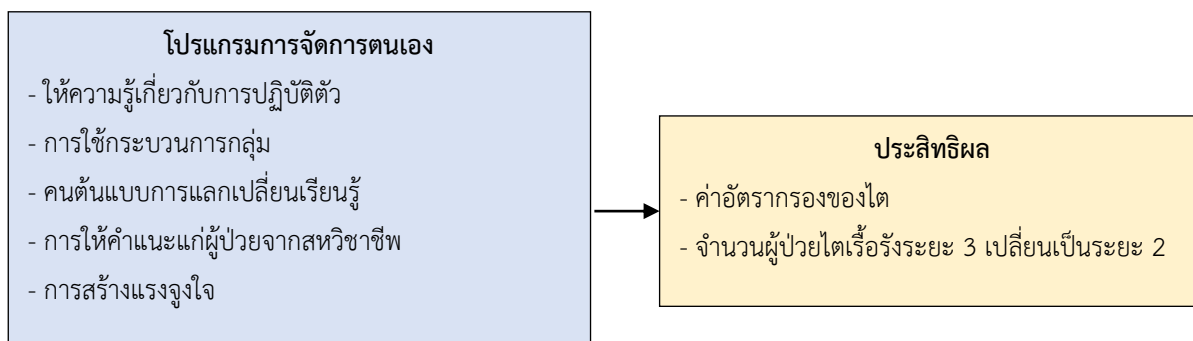 โปรแกรมการจัดการตนเอง
- ให้ความรู้เกี่ยวกับการปฏิบัติตัว
- การใช้กระบวนการกลุ่ม
- คนต้นแบบการแลกเปลี่ยนเรียนรู้
- การให้คำแนะแก่ผู้ป่วยจากสหวิชาชีพ
- การสร้างแรงจูงใจ
ประสิทธิผล
- ค่าอัตรากรองของไต
- จำนวนผู้ป่วยไตเรื้อรังระยะ 3 เปลี่ยนเป็นระยะ 2